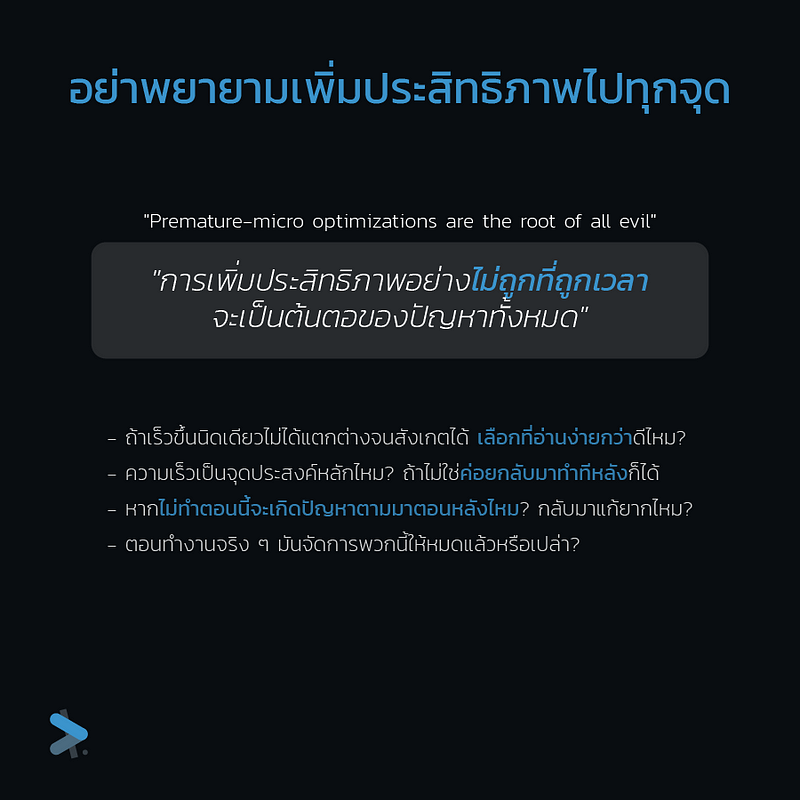 อย่าพยายามเพิ่มประสิทธิภาพไปทุกจุด
"Premature-micro optimizations are the root of all evil"
"การเพิ่มประสิทธิภาพอย่างไม่ถูกที่ถูกเวลา
จะเป็นต้นตอของปัญหาทั้งหมด"
- ถ้าเร็วขึ้นนิดเดียวไม่ได้แตกต่างจนสังเกตได้ เลือกที่อ่านง่ายกว่าดีไหม?
- ความเร็วเป็นจุดประสงค์หลักไหม? ถ้าไม่ใช่ค่อยกลับมาทำทีหลังก็ได้
- หากไม่ทำตอนนี้จะเกิดปัญหาตามมาตอนหลังไหม? กลับมาแก้ยากไหม?
- ตอนทำงานจริง ๆ มันจัดการพวกนี้ให้หมดแล้วหรือเปล่า?